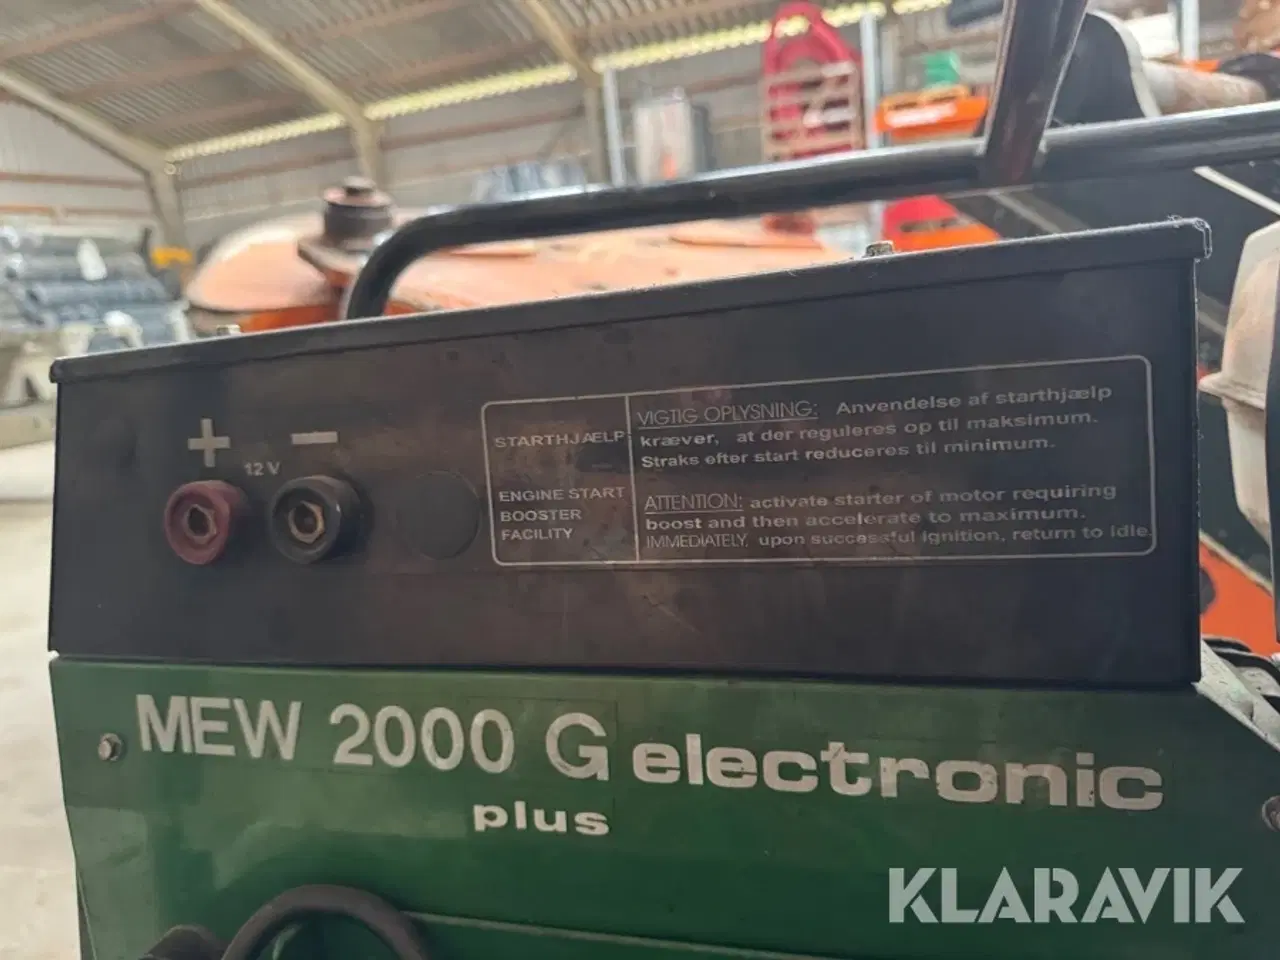 + −
12 V
STARTHJÆLP
VIGTIG OPLYSNING: Anvendelse af starthjælp
kræver, at der reguleres op til maksimum.
Straks efter start reduceres til minimum.
ENGINE START
BOOSTER
FACILITY
ATTENTION: activate starter of motor requiring
boost and then accelerate to maximum.
IMMEDIATELY, upon successful ignition, return to idle.
MEW 2000 G electronic
plus
KLARAVIK